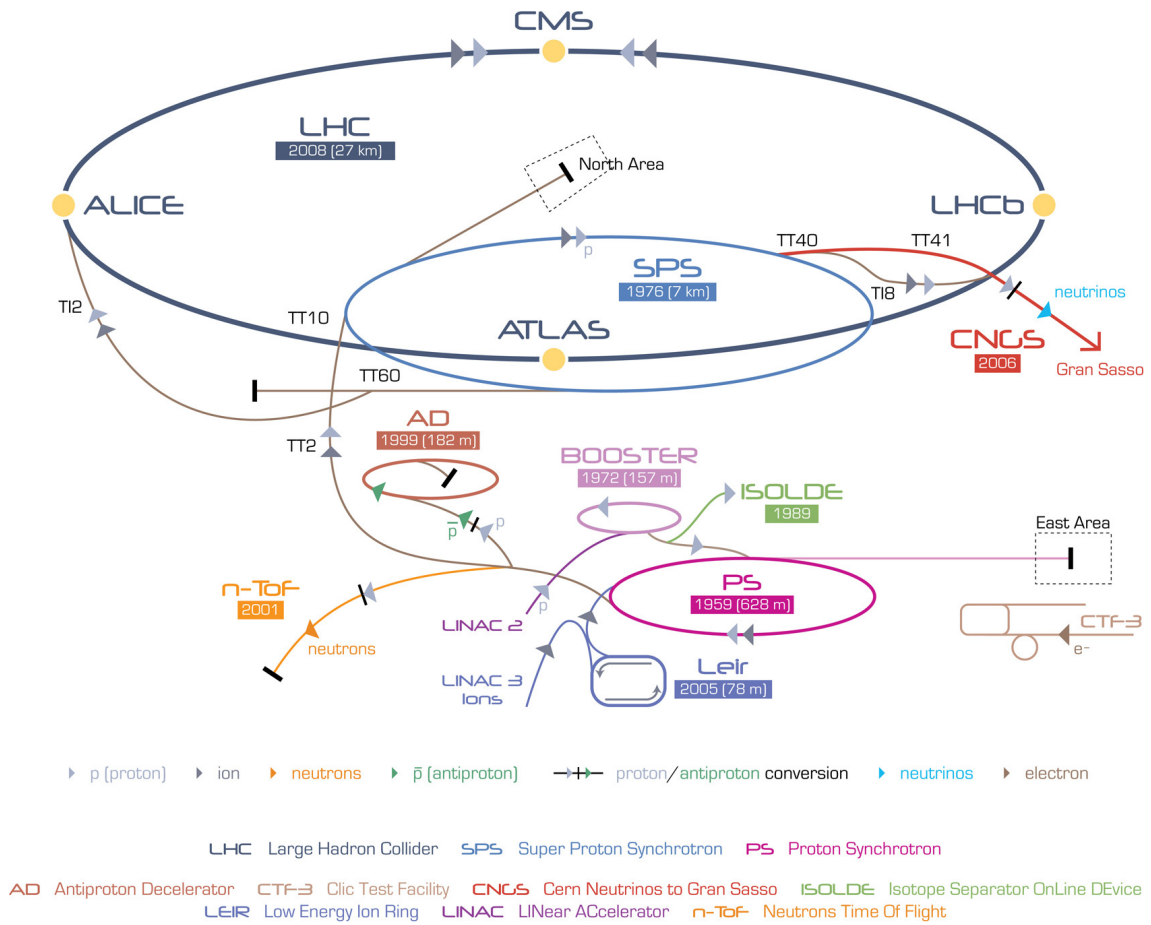 CMS
LHC
2008 (27 km)
North Area
ALICE
LHCb
TT40
TT41
p
SPS
1976 (7 km)
TI8
neutrinos
TI2
TT10
ATLAS
CNGS
2006
Gran Sasso
TT60
AD
1999 (182 m)
TT2
BOOSTER
1972 (157 m)
ISOLDE
1989
p̅
p
East Area
n-ToF
2001
p
PS
1959 (628 m)
LINAC 2
neutrons
CTF-3
e-
LINAC 3
Ions
Leir
2005 (78 m)
p (proton) ion neutrons p̅ (antiproton) proton/antiproton conversion neutrinos electron
LHC Large Hadron Collider SPS Super Proton Synchrotron PS Proton Synchrotron
AD Antiproton Decelerator CTF-3 Clic Test Facility CNGS Cern Neutrinos to Gran Sasso ISOLDE Isotope Separator OnLine DEvice
LEIR Low Energy Ion Ring LINAC LINear ACcelerator n-ToF Neutrons Time Of Flight